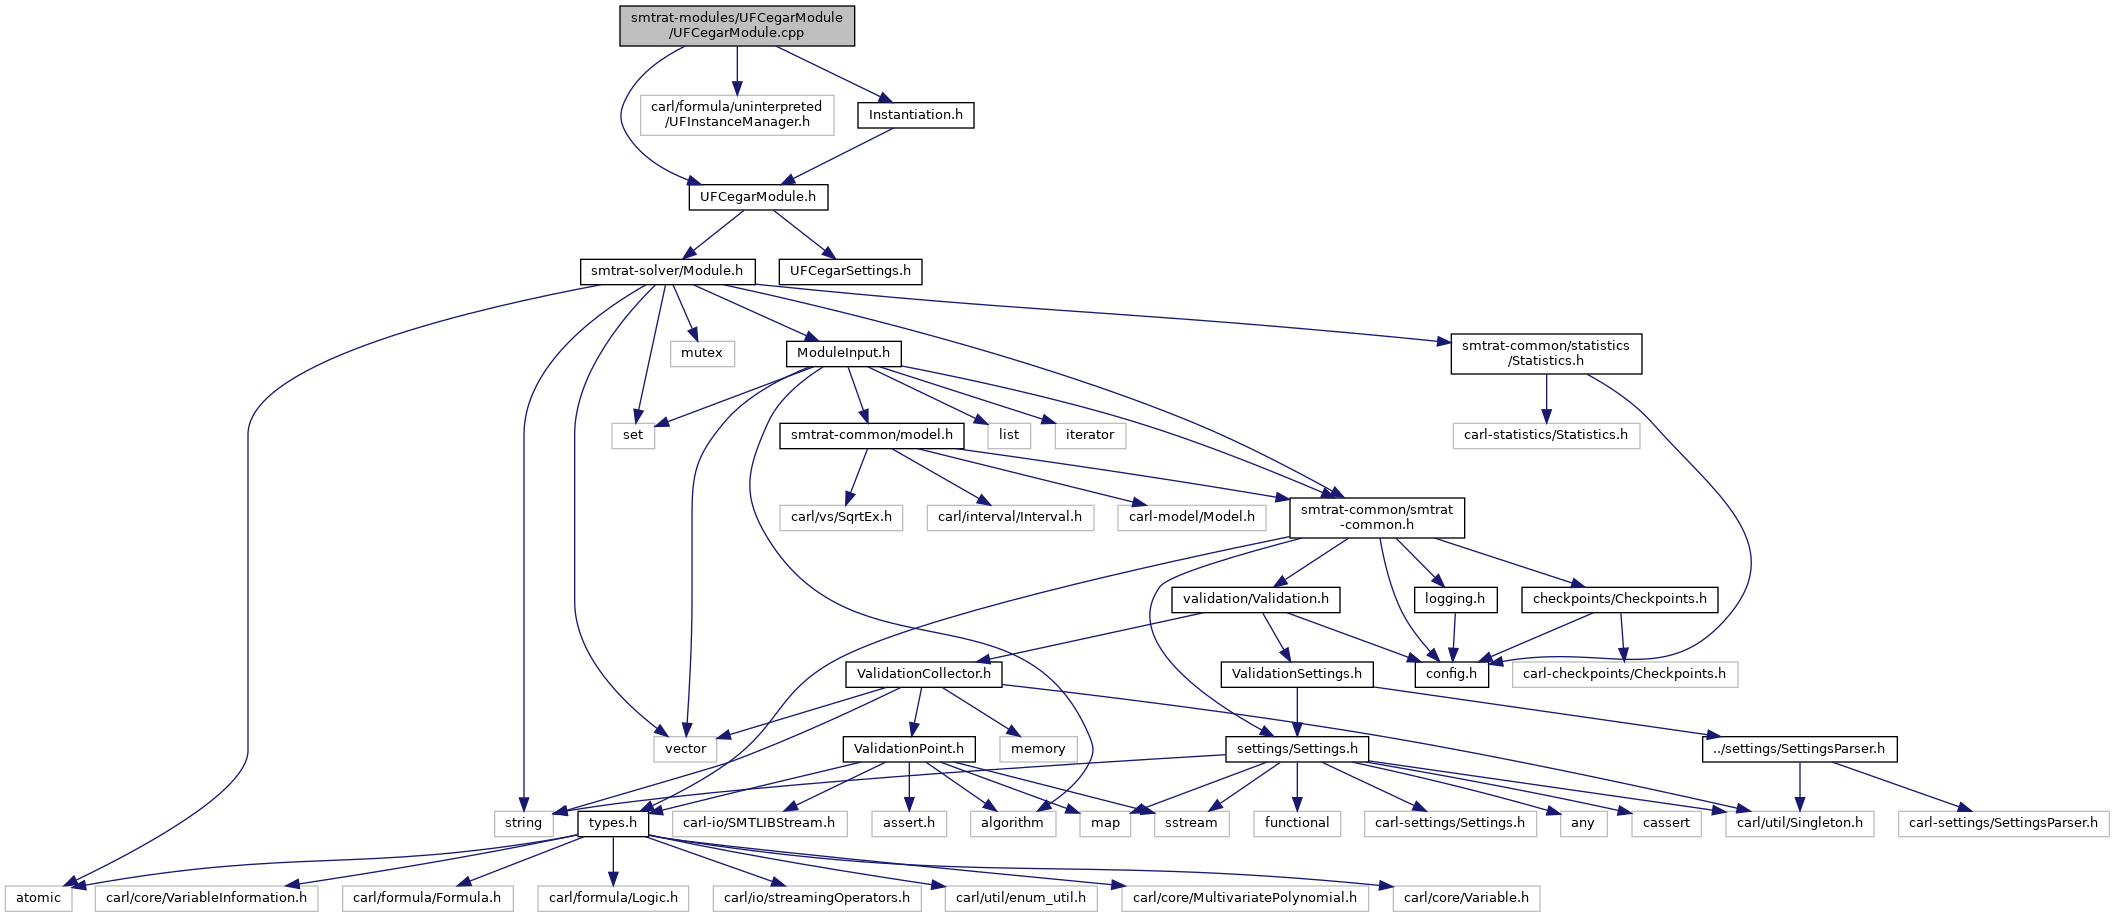 smtrat-modules/UFCegarModule
/UFCegarModule.cpp
carl/formula/uninterpreted
/UFInstanceManager.h
Instantiation.h
UFCegarModule.h
smtrat-solver/Module.h
UFCegarSettings.h
mutex
ModuleInput.h
smtrat-common/statistics
/Statistics.h
set
smtrat-common/model.h
list
iterator
carl-statistics/Statistics.h
carl/vs/SqrtEx.h
carl/interval/Interval.h
carl-model/Model.h
smtrat-common/smtrat
-common.h
validation/Validation.h
logging.h
checkpoints/Checkpoints.h
ValidationCollector.h
ValidationSettings.h
config.h
carl-checkpoints/Checkpoints.h
vector
ValidationPoint.h
memory
settings/Settings.h
../settings/SettingsParser.h
string
types.h
carl-io/SMTLIBStream.h
assert.h
algorithm
map
sstream
functional
carl-settings/Settings.h
any
cassert
carl/util/Singleton.h
carl-settings/SettingsParser.h
atomic
carl/core/VariableInformation.h
carl/formula/Formula.h
carl/formula/Logic.h
carl/io/streamingOperators.h
carl/util/enum_util.h
carl/core/MultivariatePolynomial.h
carl/core/Variable.h